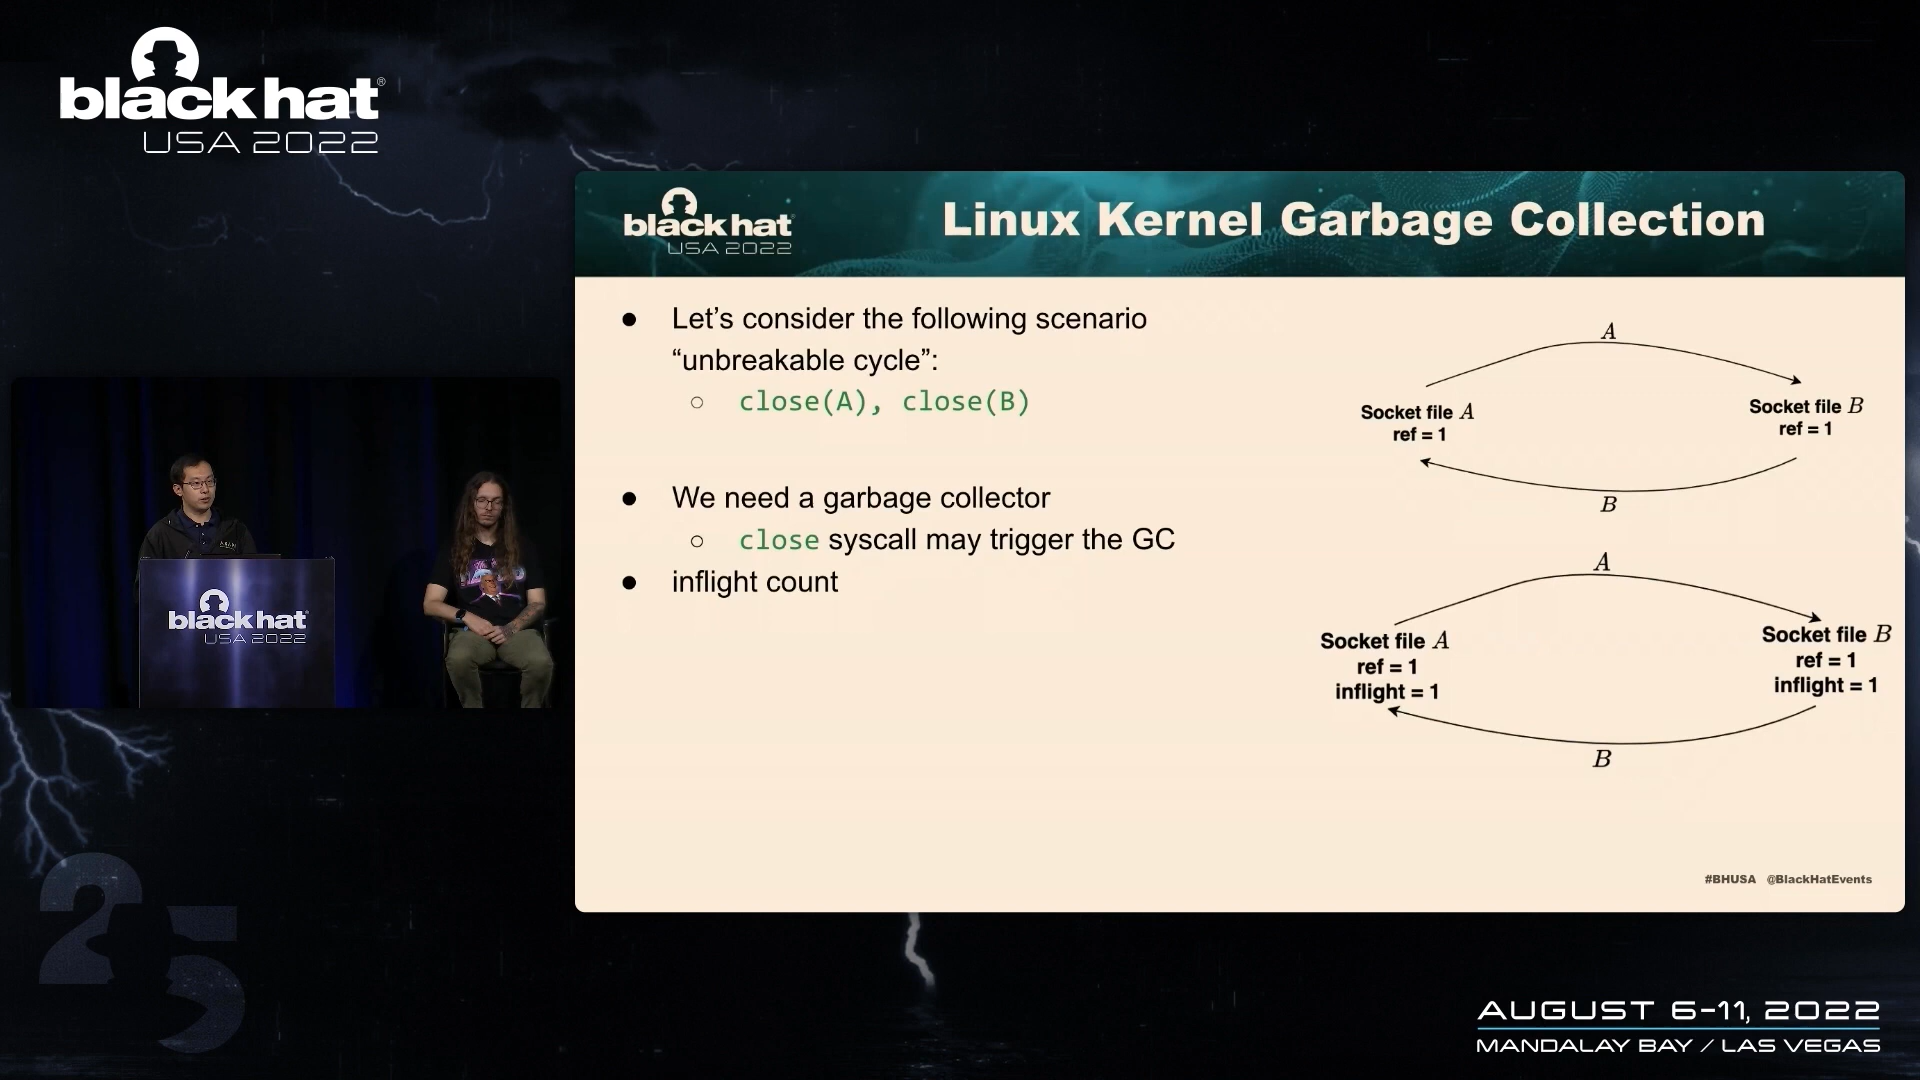 black hat®
USA 2022
black hat
USA 2022
Linux Kernel Garbage Collection
● Let’s consider the following scenario
“unbreakable cycle”:
○ close(A), close(B)
● We need a garbage collector
○ close syscall may trigger the GC
● inflight count
A
Socket file A
ref = 1
Socket file B
ref = 1
B
A
Socket file A
ref = 1
inflight = 1
Socket file B
ref = 1
inflight = 1
B
#BHUSA @BlackHatEvents
black hat
USA 2022
25
AUGUST 6-11, 2022
MANDALAY BAY / LAS VEGAS